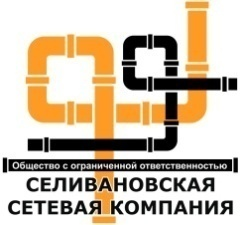 Общество с ограниченной ответственностью
СЕЛИВАНОВСКАЯ
СЕТЕВАЯ КОМПАНИЯ